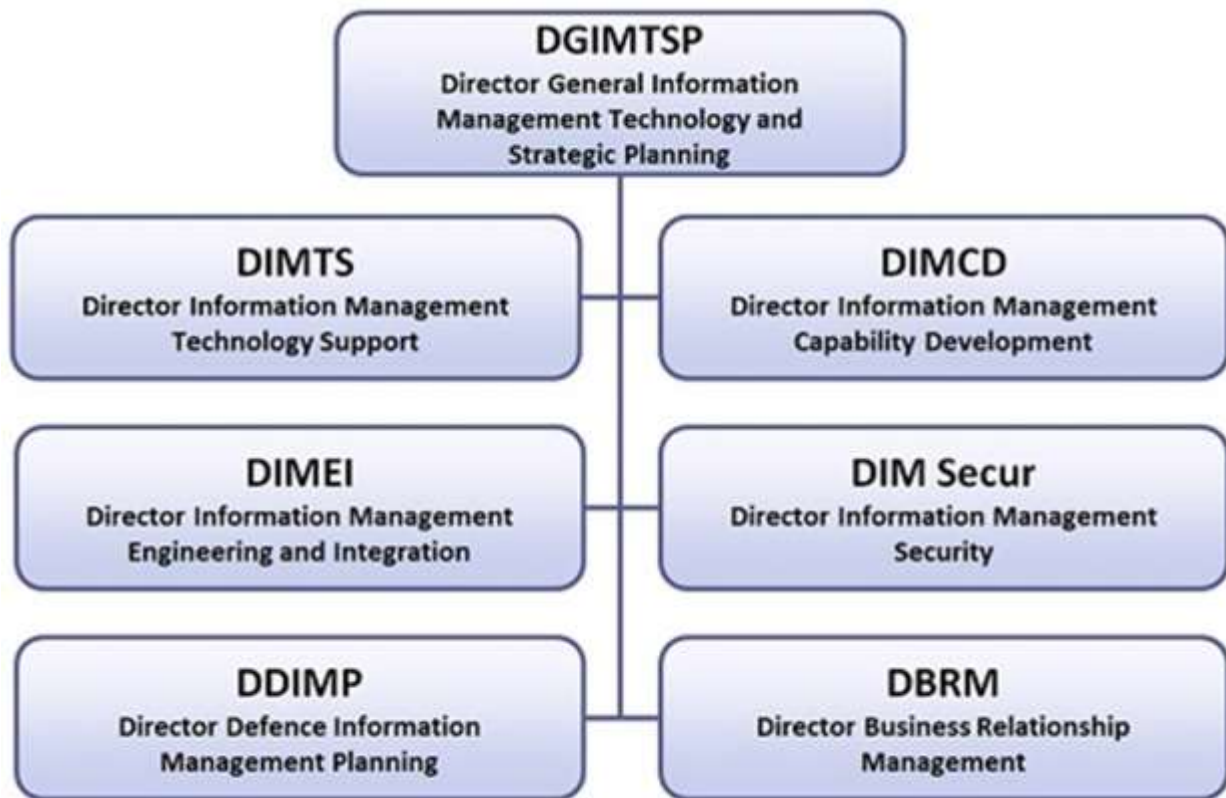 DGIMTSP
Director General Information
Management Technology and
Strategic Planning
DIMTS
Director Information Management
Technology Support
DIMCD
Director Information Management
Capability Development
DIMEI
Director Information Management
Engineering and Integration
DIM Secur
Director Information Management
Security
DDIMP
Director Defence Information
Management Planning
DBRM
Director Business Relationship
Management